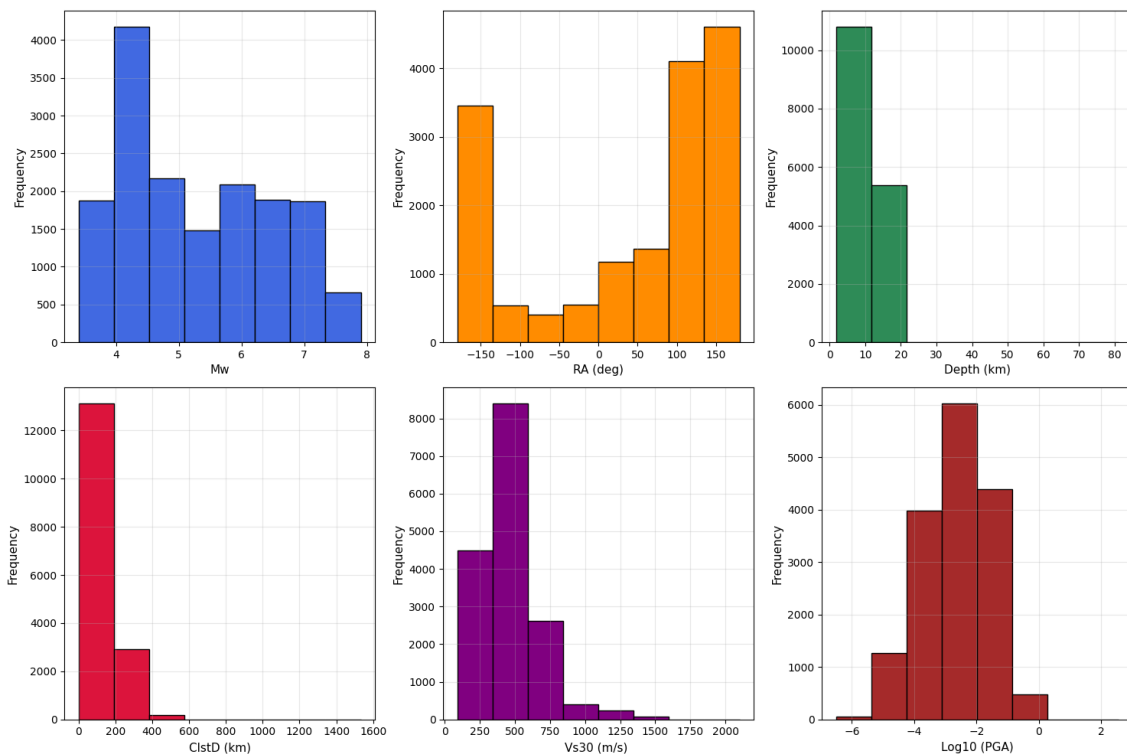 4000
3500
3000
2500
2000
1500
1000
500
0
Frequency
4 5 6 7 8
Mw
4000
3000
2000
1000
0
Frequency
−150 −100 −50 0 50 100 150
RA (deg)
10000
8000
6000
4000
2000
0
Frequency
0 10 20 30 40 50 60 70 80
Depth (km)
12000
10000
8000
6000
4000
2000
0
Frequency
0 200 400 600 800 1000 1200 1400 1600
ClstD (km)
8000
7000
6000
5000
4000
3000
2000
1000
0
Frequency
0 250 500 750 1000 1250 1500 1750 2000
Vs30 (m/s)
6000
5000
4000
3000
2000
1000
0
Frequency
−6 −4 −2 0 2
Log10 (PGA)